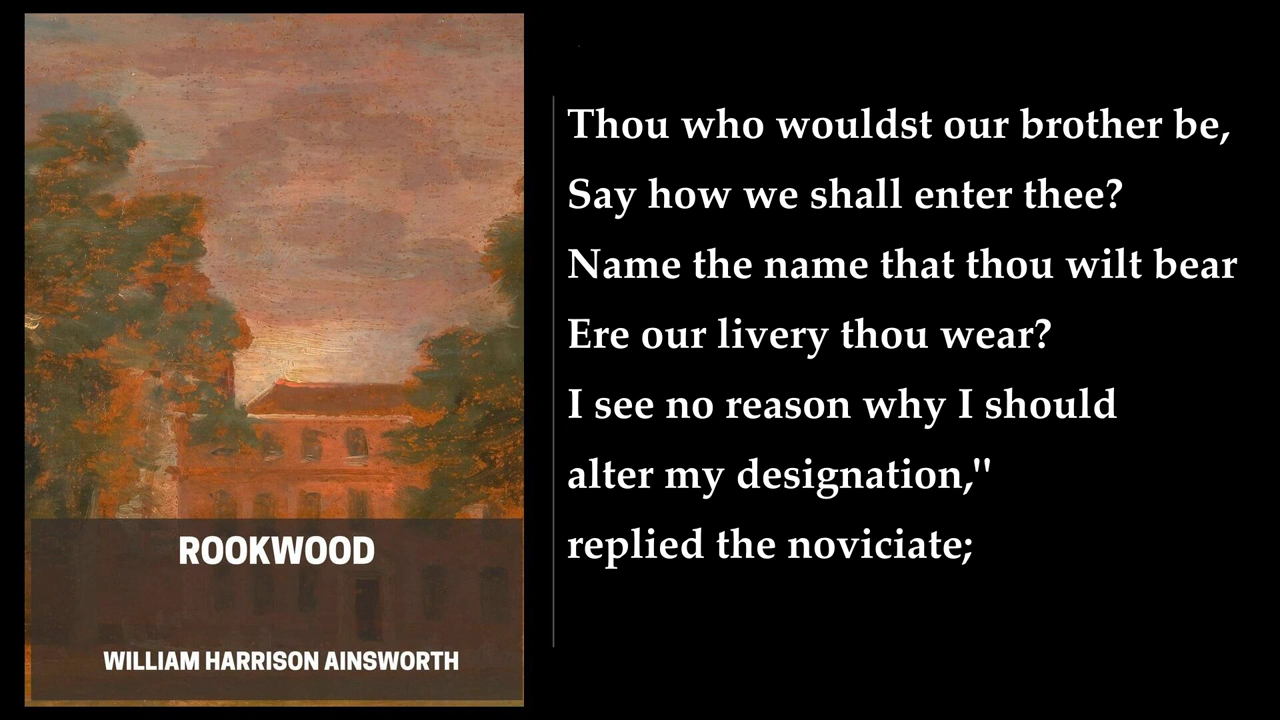 ROOKWOOD
WILLIAM HARRISON AINSWORTH
Thou who wouldst our brother be,
Say how we shall enter thee?
Name the name that thou wilt bear
Ere our livery thou wear?
I see no reason why I should
alter my designation,"
replied the noviciate;